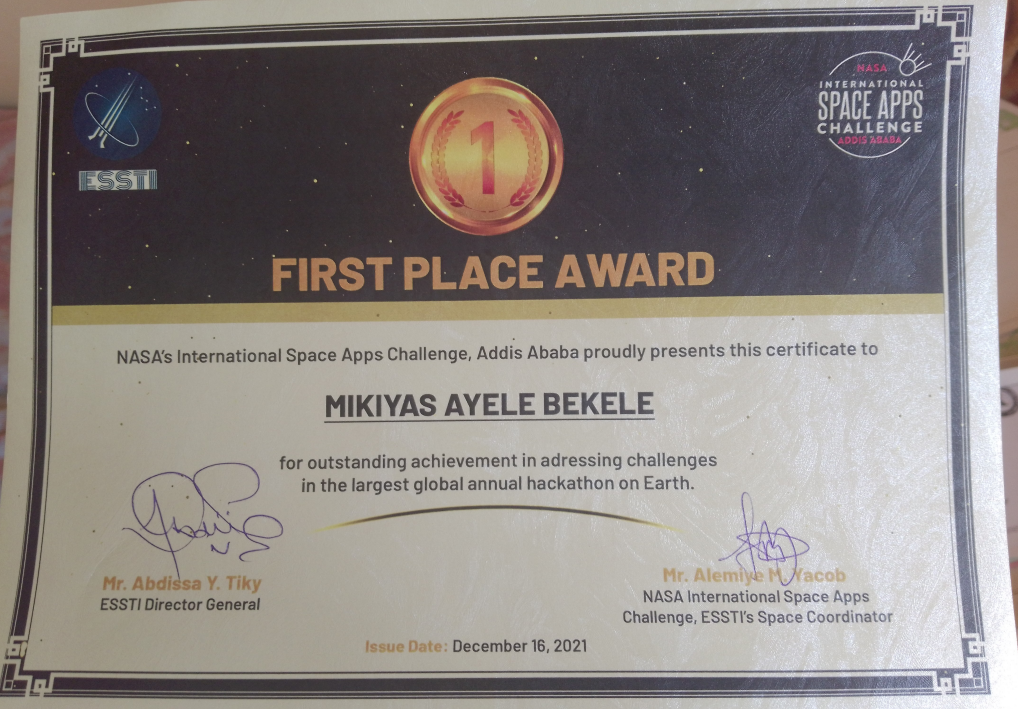 ESSTI
NASA
INTERNATIONAL
SPACE APPS
CHALLENGE
ADDIS ABABA
1
FIRST PLACE AWARD
NASA's International Space Apps Challenge, Addis Ababa proudly presents this certificate to
MIKIYAS AYELE BEKELE
for outstanding achievement in adressing challenges
in the largest global annual hackathon on Earth.
Mr. Abdissa Y. Tiky
ESSTI Director General
Mr. Alemiye M. Yacob
NASA International Space Apps
Challenge, ESSTI's Space Coordinator
Issue Date: December 16, 2021